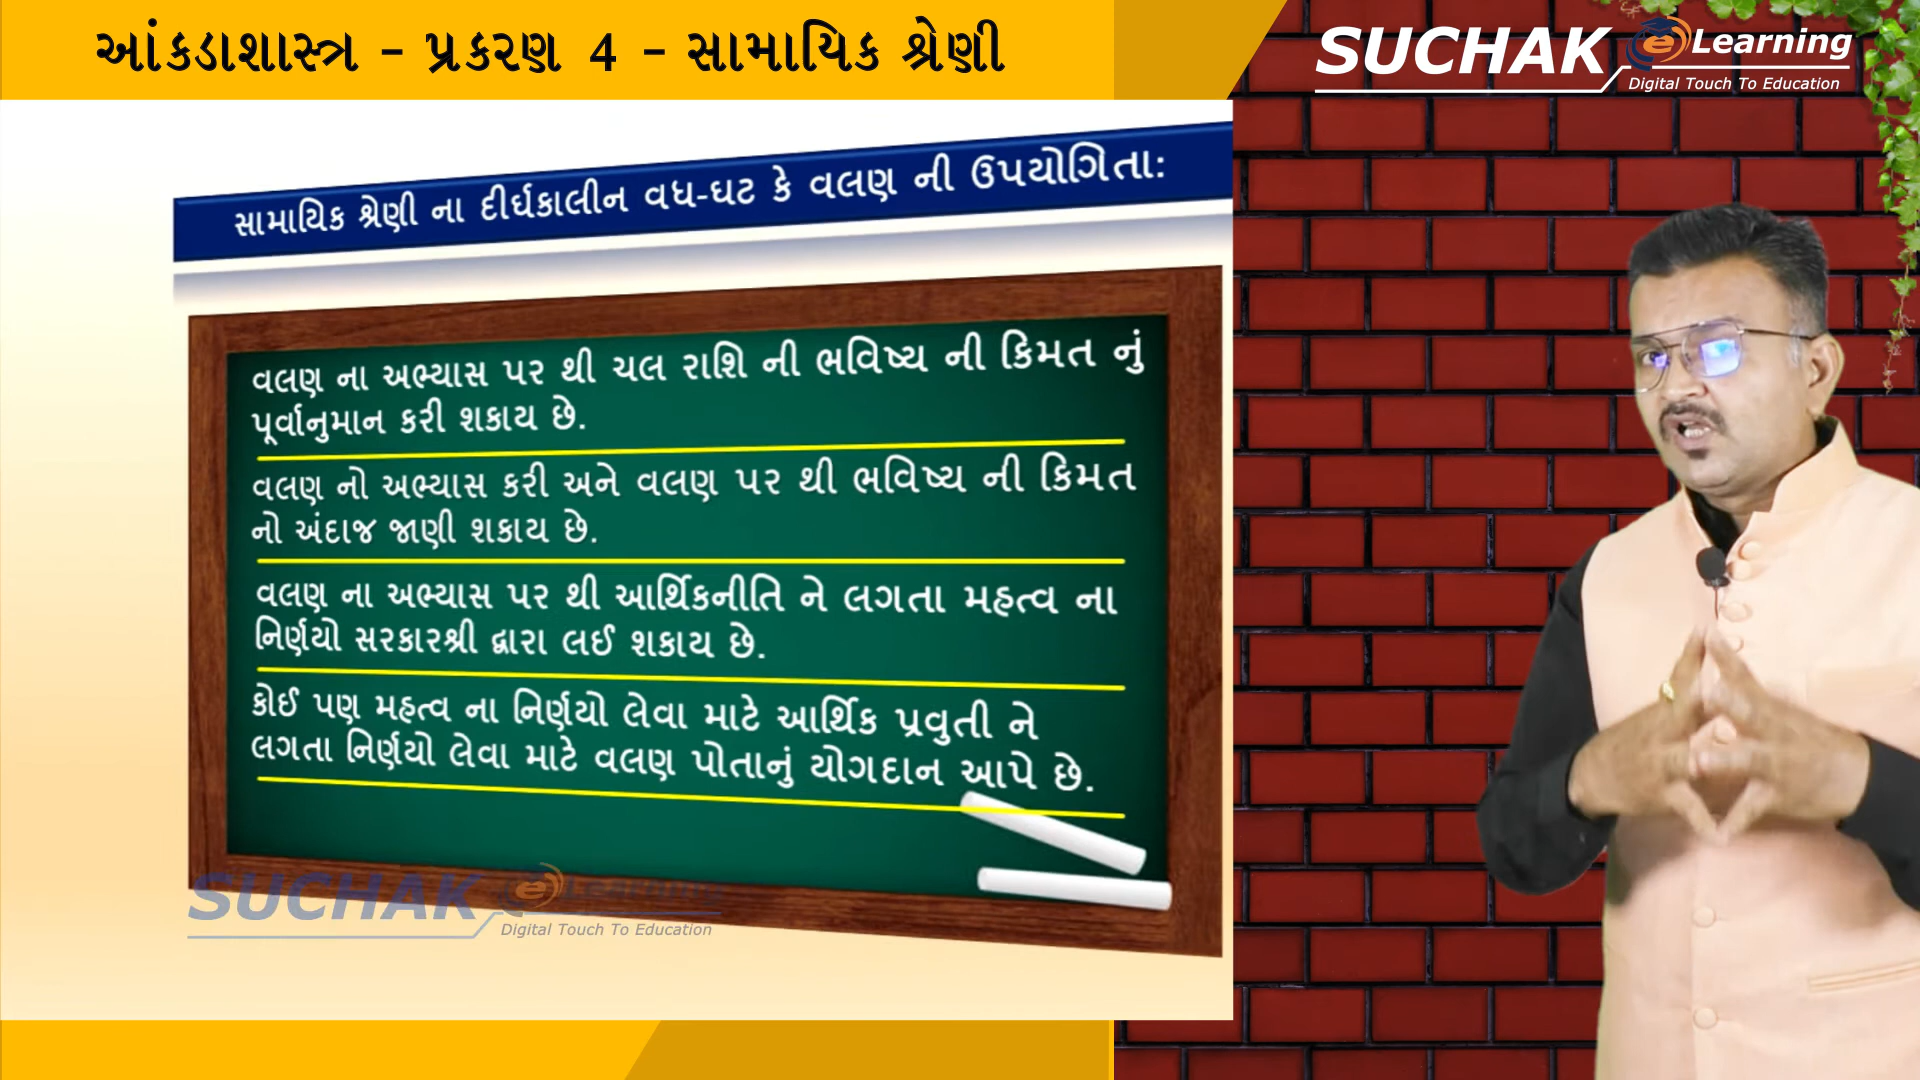 આંકડાશાસ્ત્ર - પ્રકરણ 4 - સામાયિક શ્રેણી
SUCHAK eLearning
Digital Touch To Education
સામાયિક શ્રેણી ના દીર્ઘકાલીન વધ-ઘટ કે વલણ ની ઉપયોગિતા:
વલણ ના અભ્યાસ પર થી ચલ રાશિ ની ભવિષ્ય ની કિમત નું
પૂર્વાનુમાન કરી શકાય છે.
વલણ નો અભ્યાસ કરી અને વલણ પર થી ભવિષ્ય ની કિમત
નો અંદાજ જાણી શકાય છે.
વલણ ના અભ્યાસ પર થી આર્થિકનીતિ ને લગતા મહત્વ ના
નિર્ણયો સરકારશ્રી દ્વારા લઈ શકાય છે.
કોઈ પણ મહત્વ ના નિર્ણયો લેવા માટે આર્થિક પ્રવુતી ને
લગતા નિર્ણયો લેવા માટે વલણ પોતાનું યોગદાન આપે છે.
SUCHAK eLearning
Digital Touch To Education